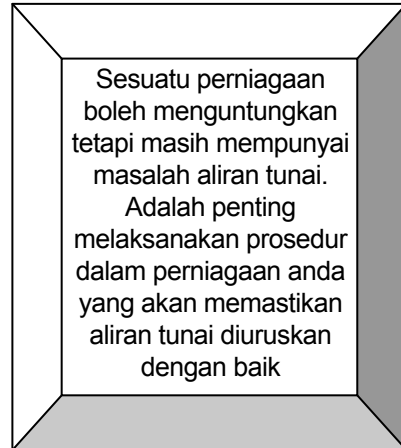 Sesuatu perniagaan
boleh menguntungkan
tetapi masih mempunyai
masalah aliran tunai.
Adalah penting
melaksanakan prosedur
dalam perniagaan anda
yang akan memastikan
aliran tunai diuruskan
dengan baik